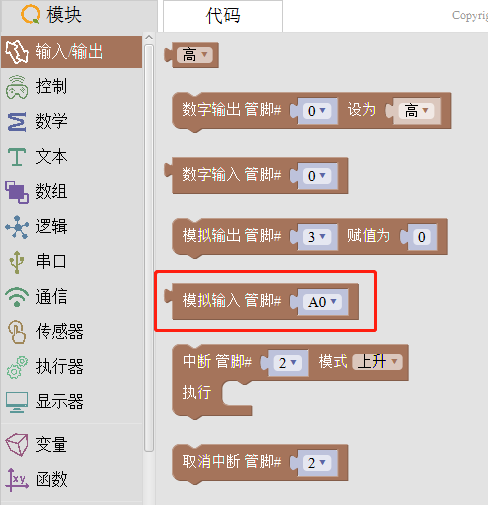 模块
代码
Copyrig
输入/输出
控制
数学
文本
数组
逻辑
串口
通信
传感器
执行器
显示器
变量
xy
函数
高
数字输出 管脚# 0 设为 高
数字输入 管脚# 0
模拟输出 管脚# 3 赋值为 0
模拟输入 管脚# A0
中断 管脚# 2 模式 上升
执行
取消中断 管脚# 2